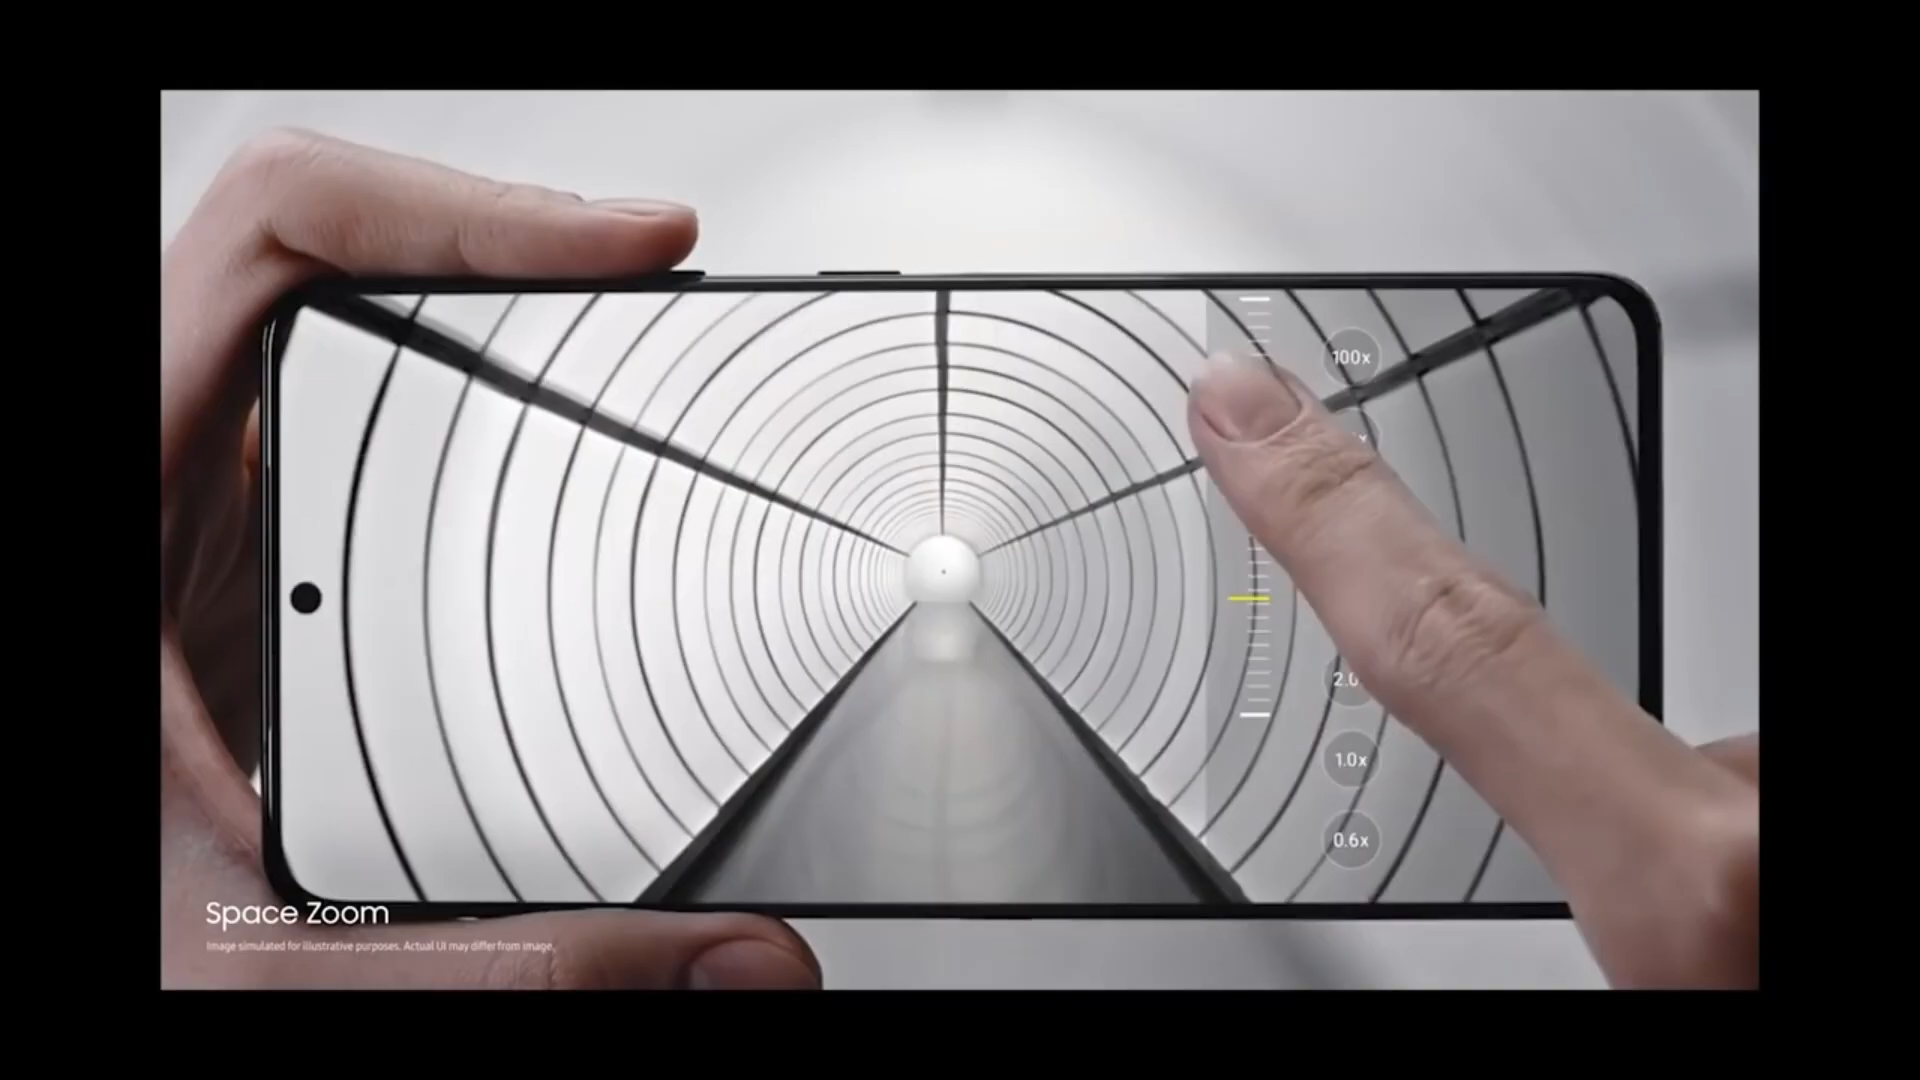 100x
2.0
1.0x
0.6x
Space Zoom
Image simulated for illustrative purposes. Actual UI may differ from image.